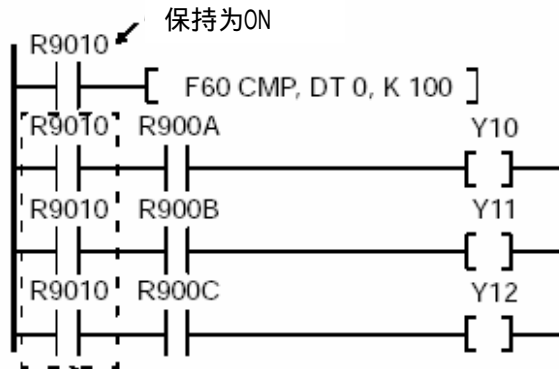 保持为ON
R9010
F60 CMP, DT 0, K 100
R9010 R900A Y10
R9010 R900B Y11
R9010 R900C Y12